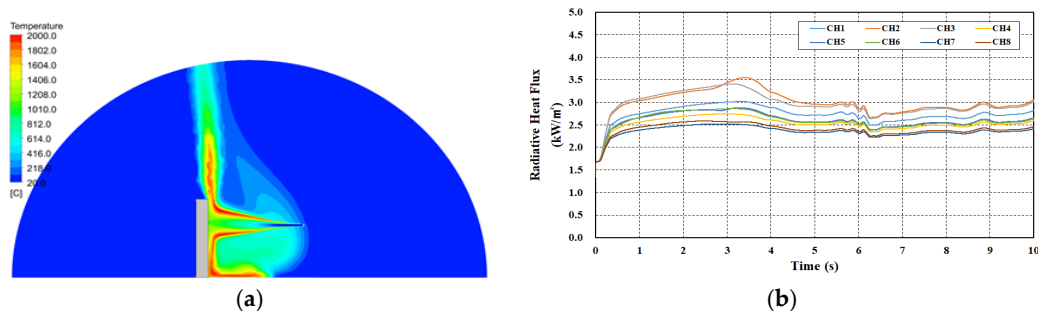 Temperature
2000.0
1802.0
1604.0
1406.0
1208.0
1010.0
812.0
614.0
416.0
218.0
20.0
[C]
(a)
5.0
4.5
4.0
3.5
3.0
2.5
2.0
1.5
1.0
0.5
0.0
Radiative Heat Flux
(kW/m²)
CH1 CH2 CH3 CH4
CH5 CH6 CH7 CH8
0 1 2 3 4 5 6 7 8 9 10
Time (s)
(b)